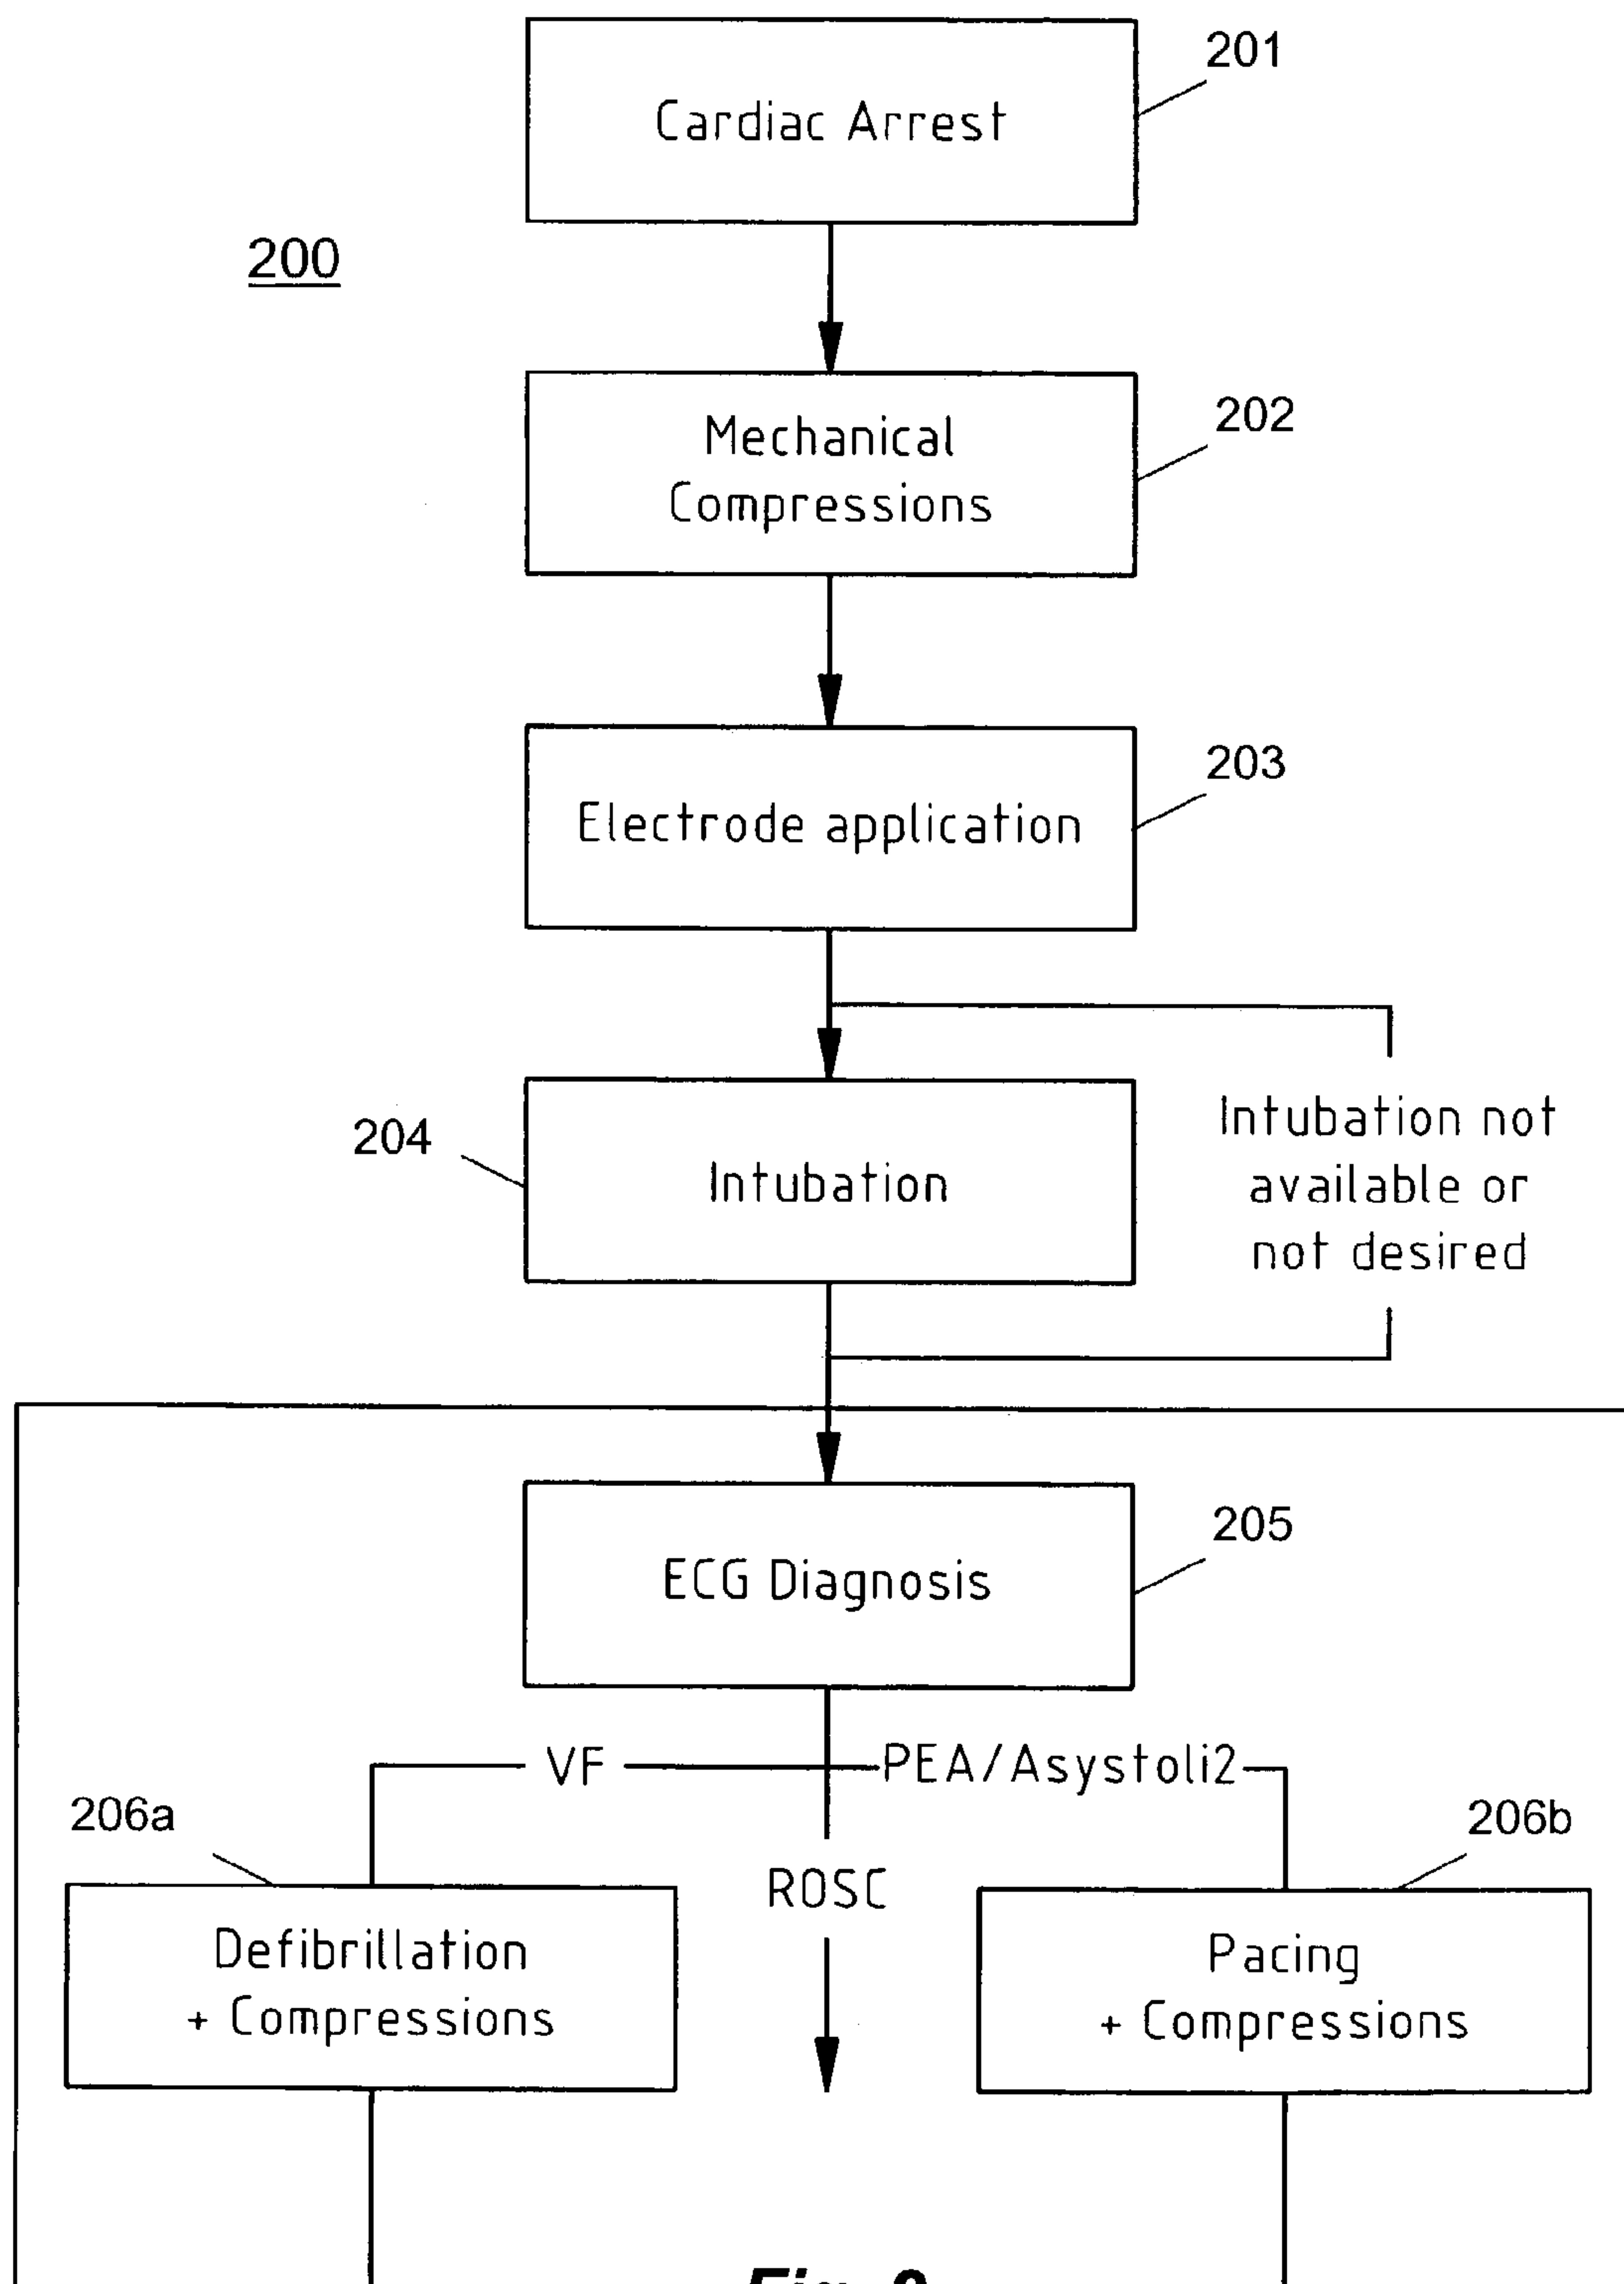 201
Cardiac Arrest
200
202
Mechanical
Compressions
203
Electrode application
204
Intubation
Intubation not
available or
not desired
205
ECG Diagnosis
VF
PEA/Asystoli2
206a
206b
ROSC
Defibrillation
+ Compressions
Pacing
+ Compressions